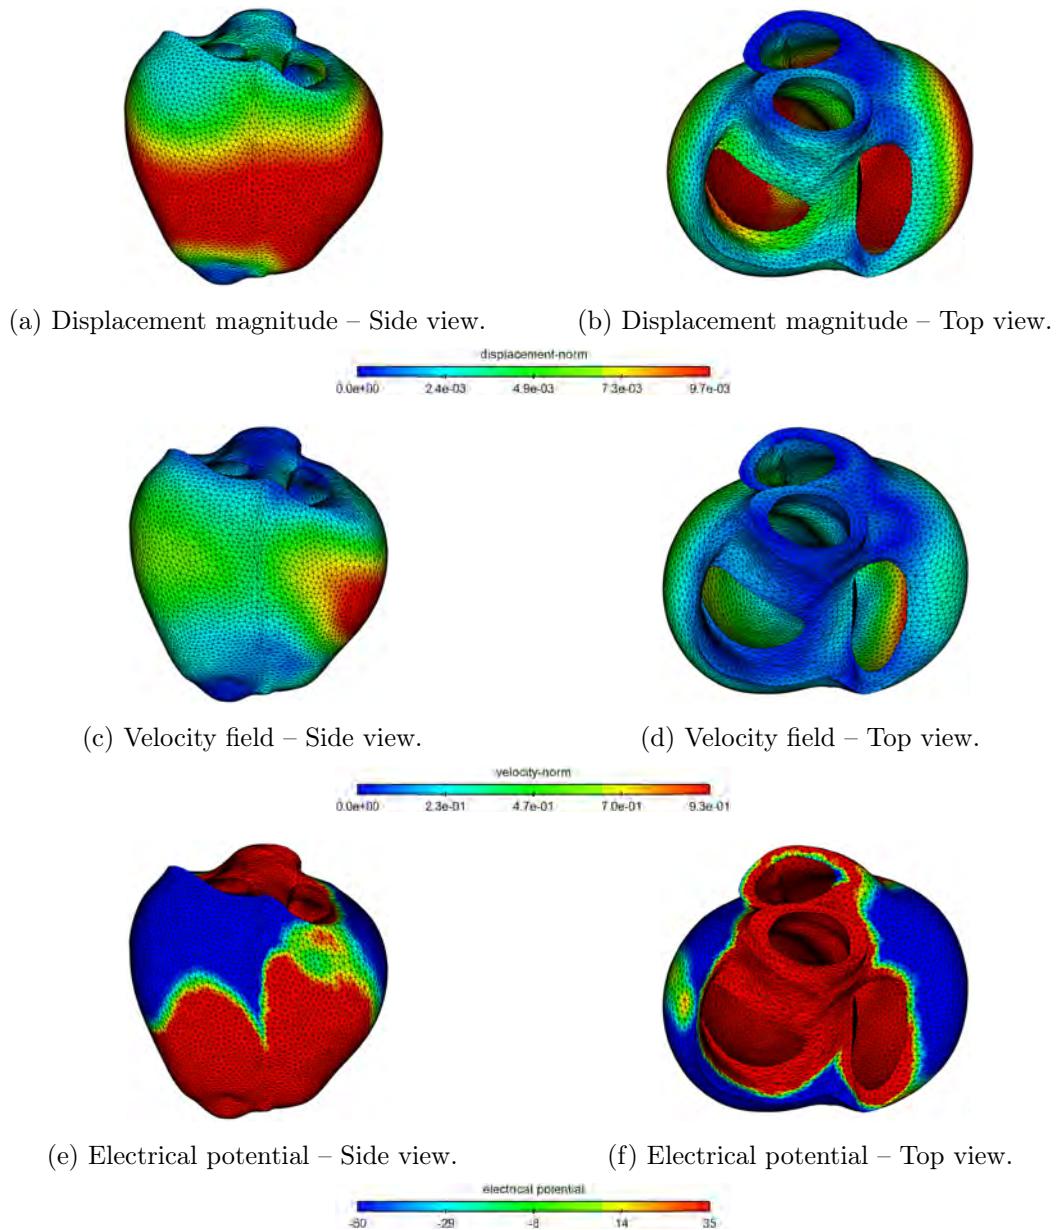 (a) Displacement magnitude – Side view.
(b) Displacement magnitude – Top view.
displacement-norm
0.0e+00 2.4e-03 4.9e-03 7.3e-03 9.7e-03
(c) Velocity field – Side view.
(d) Velocity field – Top view.
velocity-norm
0.0e+00 2.3e-01 4.7e-01 7.0e-01 9.3e-01
(e) Electrical potential – Side view.
(f) Electrical potential – Top view.
electrical potential
-80 -29 -8 14 35